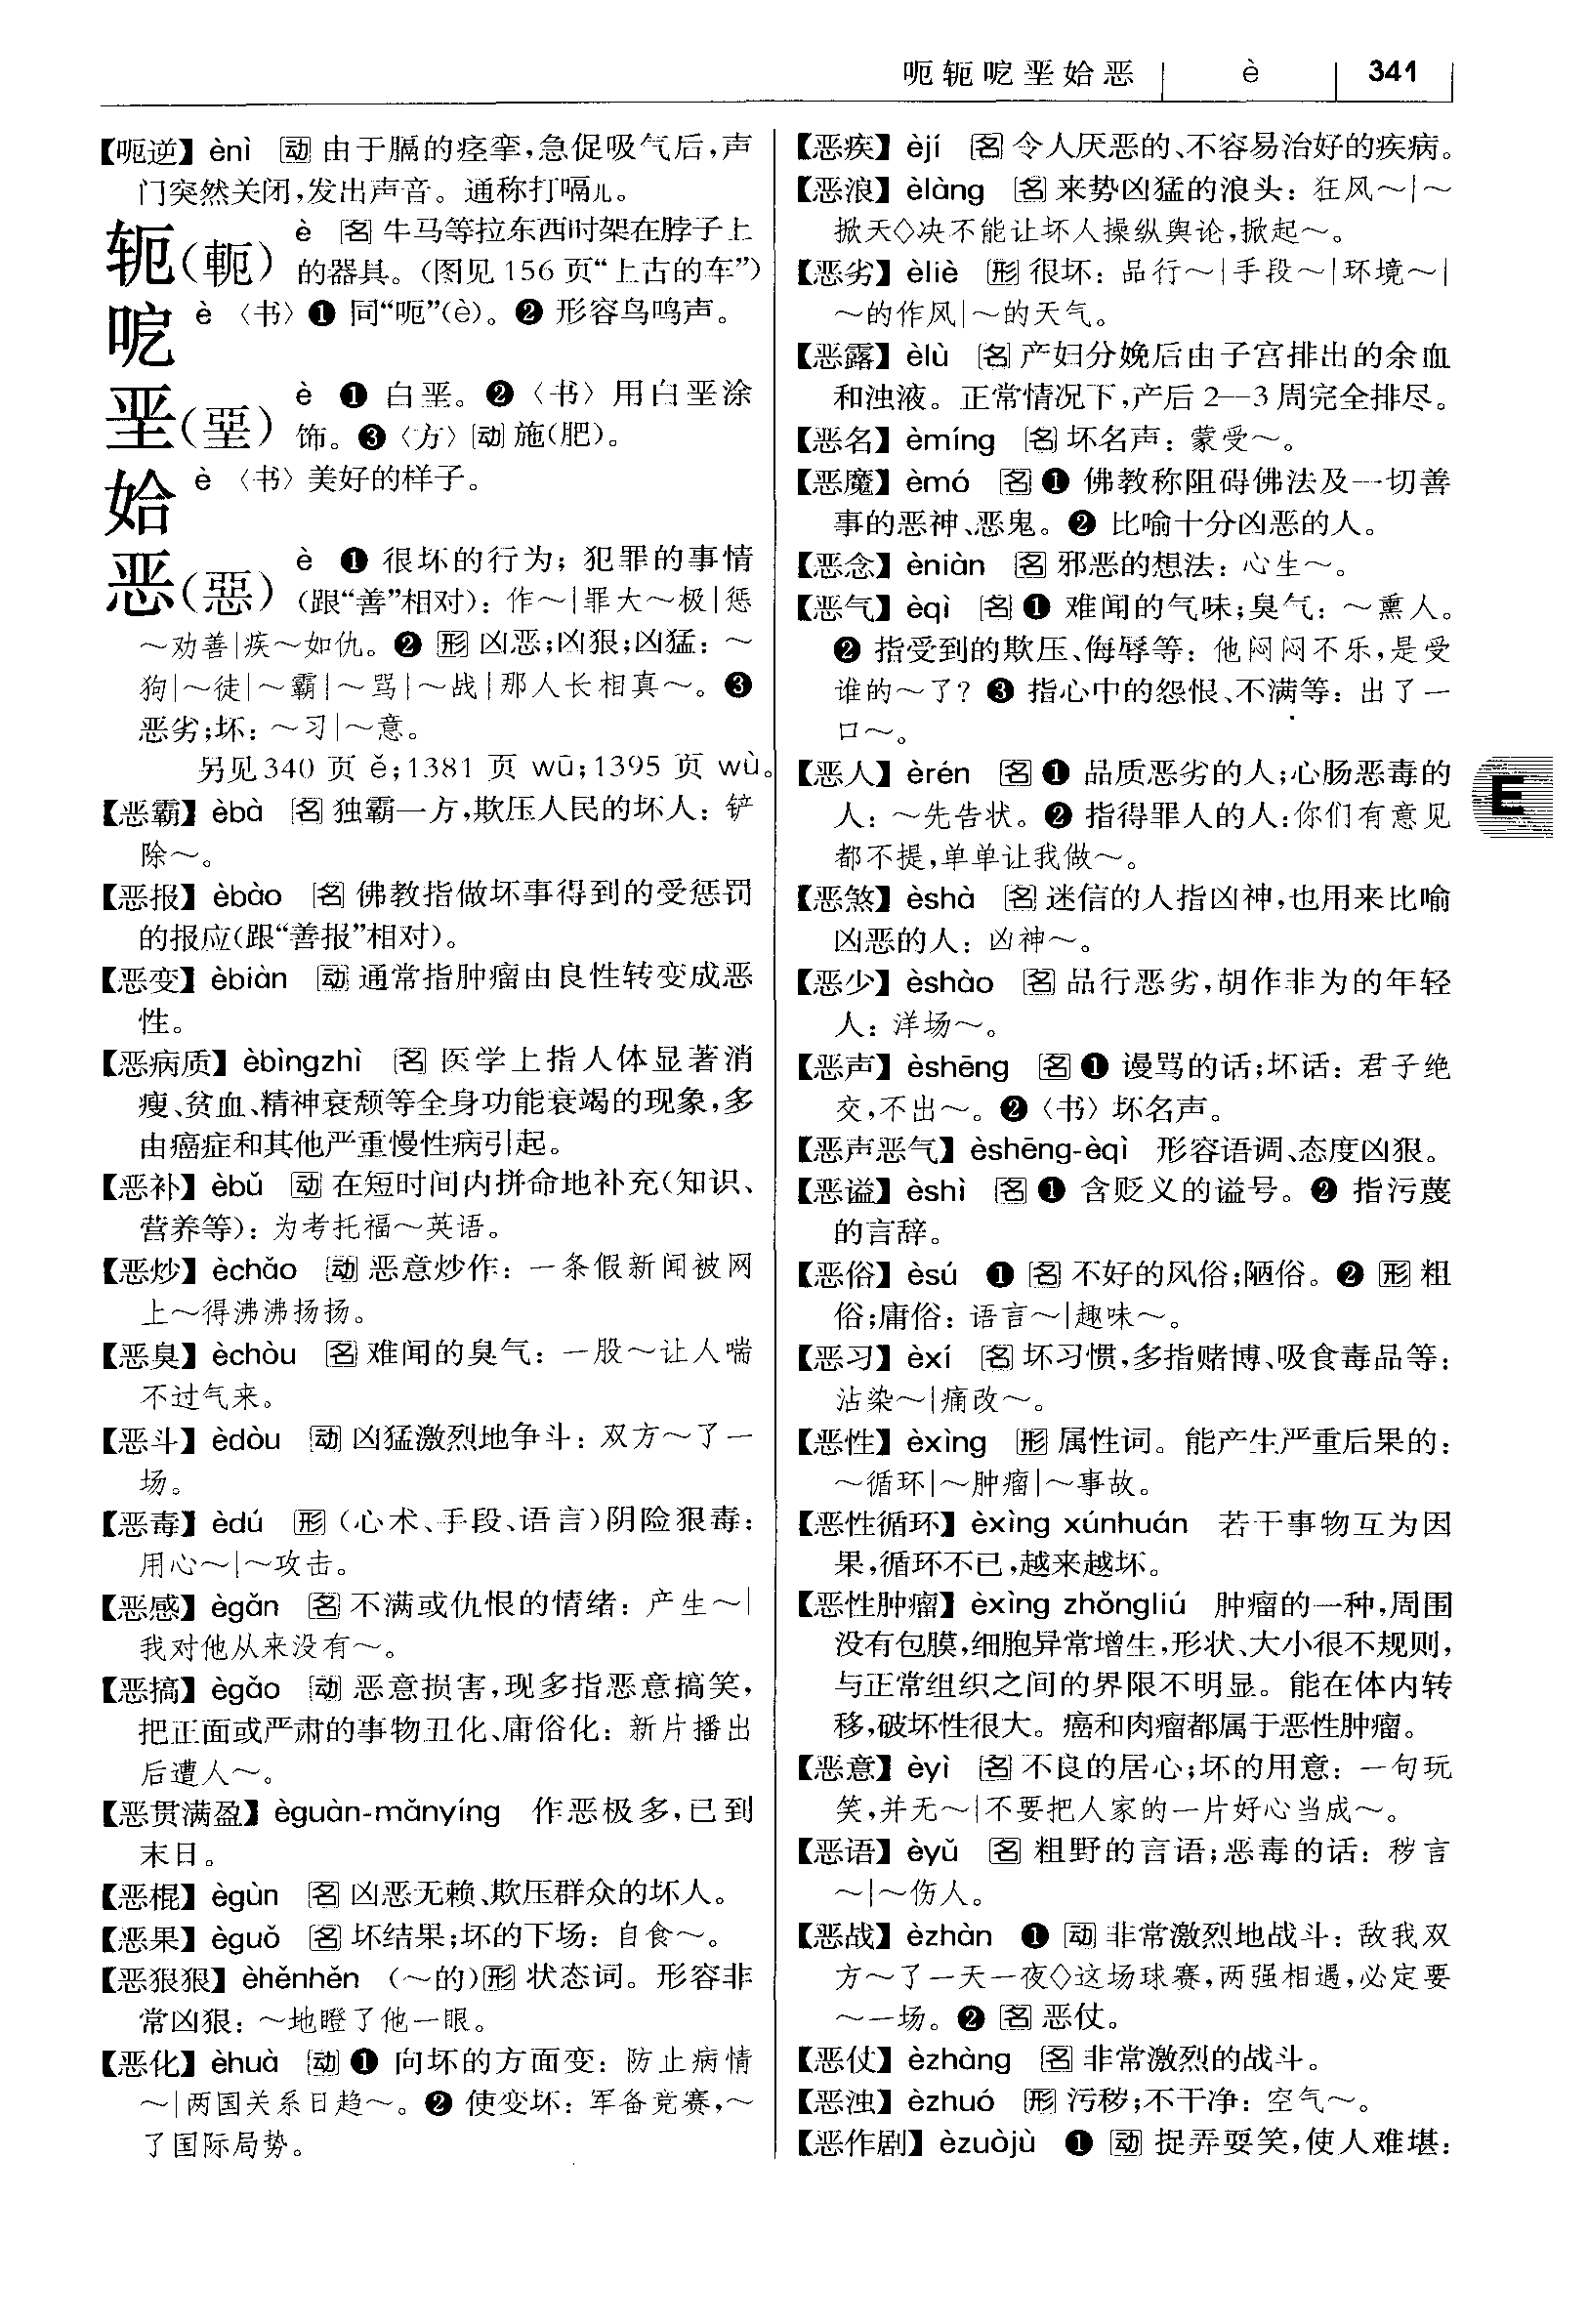 呃轭呝垩姶恶 è 341
【呃逆】ènì 动 由于膈的痉挛,急促吸气后,声
门突然关闭,发出声音。通称打嗝儿。
轭(軛) è 名 牛马等拉东西时架在脖子上
的器具。(图见156页“上古的车”)
呝 è 〈书〉❶ 同“呃”(è)。❷ 形容鸟鸣声。
垩(堊) è ❶ 白垩。❷〈书〉用白垩涂
饰。❸〈方〉动 施(肥)。
姶 è 〈书〉美好的样子。
恶(惡) è ❶ 很坏的行为;犯罪的事情
(跟“善”相对):作～|罪大～极|惩
～劝善|疾～如仇。❷ 形 凶恶;凶狠;凶猛:～
狗|～徒|～霸|～骂|～战|那人长相真～。❸
恶劣;坏:～习|～意。
另见340页 ě;1381页 wū;1395页 wù。
【恶霸】èbà 名 独霸一方,欺压人民的坏人:铲
除～。
【恶报】èbào 名 佛教指做坏事得到的受惩罚
的报应(跟“善报”相对)。
【恶变】èbiàn 动 通常指肿瘤由良性转变成恶
性。
【恶病质】èbìngzhì 名 医学上指人体显著消
瘦、贫血、精神衰颓等全身功能衰竭的现象,多
由癌症和其他严重慢性病引起。
【恶补】èbǔ 动 在短时间内拼命地补充(知识、
营养等):为考托福～英语。
【恶炒】èchǎo 动 恶意炒作:一条假新闻被网
上～得沸沸扬扬。
【恶臭】èchòu 名 难闻的臭气:一股～让人喘
不过气来。
【恶斗】èdòu 动 凶猛激烈地争斗:双方～了一
场。
【恶毒】èdú 形 (心术、手段、语言)阴险狠毒:
用心～|～攻击。
【恶感】ègǎn 名 不满或仇恨的情绪:产生～|
我对他从来没有～。
【恶搞】ègǎo 动 恶意损害,现多指恶意搞笑,
把正面或严肃的事物丑化、庸俗化:新片播出
后遭人～。
【恶贯满盈】èguàn-mǎnyíng 作恶极多,已到
末日。
【恶棍】ègùn 名 凶恶无赖、欺压群众的坏人。
【恶果】èguǒ 名 坏结果;坏的下场:自食～。
【恶狠狠】èhěnhěn (～的)形 状态词。形容非
常凶狠:～地瞪了他一眼。
【恶化】èhuà 动 ❶ 向坏的方面变:防止病情
～|两国关系日趋～。❷ 使变坏:军备竞赛,～
了国际局势。
【恶疾】èjí 名 令人厌恶的、不容易治好的疾病。
【恶浪】èlàng 名 来势凶猛的浪头:狂风～|～
掀天◇决不能让坏人操纵舆论,掀起～。
【恶劣】èliè 形 很坏:品行～|手段～|环境～|
～的作风|～的天气。
【恶露】èlù 名 产妇分娩后由子宫排出的余血
和浊液。正常情况下,产后2—3周完全排尽。
【恶名】èmíng 名 坏名声:蒙受～。
【恶魔】èmó 名 ❶ 佛教称阻碍佛法及一切善
事的恶神、恶鬼。❷ 比喻十分凶恶的人。
【恶念】èniàn 名 邪恶的想法:心生～。
【恶气】èqì 名 ❶ 难闻的气味;臭气:～熏人。
❷ 指受到的欺压、侮辱等:他闷闷不乐,是受
谁的～了?❸ 指心中的怨恨、不满等:出了一
口～。
【恶人】èrén 名 ❶ 品质恶劣的人;心肠恶毒的
人:～先告状。❷ 指得罪人的人:你们有意见
都不提,单单让我做～。
【恶煞】èshà 名 迷信的人指凶神,也用来比喻
凶恶的人:凶神～。
【恶少】èshào 名 品行恶劣,胡作非为的年轻
人:洋场～。
【恶声】èshēng 名 ❶ 谩骂的话;坏话:君子绝
交,不出～。❷〈书〉坏名声。
【恶声恶气】èshēng-èqì 形容语调、态度凶狠。
【恶谥】èshì 名 ❶ 含贬义的谥号。❷ 指污蔑
的言辞。
【恶俗】èsú ❶ 名 不好的风俗;陋俗。❷ 形 粗
俗;庸俗:语言～|趣味～。
【恶习】èxí 名 坏习惯,多指赌博、吸食毒品等:
沾染～|痛改～。
【恶性】èxìng 形 属性词。能产生严重后果的:
～循环|～肿瘤|～事故。
【恶性循环】èxìng xúnhuán 若干事物互为因
果,循环不已,越来越坏。
【恶性肿瘤】èxìng zhǒngliú 肿瘤的一种,周围
没有包膜,细胞异常增生,形状、大小很不规则,
与正常组织之间的界限不明显。能在体内转
移,破坏性很大。癌和肉瘤都属于恶性肿瘤。
【恶意】èyì 名 不良的居心;坏的用意:一句玩
笑,并无～|不要把人家的一片好心当成～。
【恶语】èyǔ 名 粗野的言语;恶毒的话:秽言
～|～伤人。
【恶战】èzhàn ❶ 动 非常激烈地战斗:敌我双
方～了一天一夜◇这场球赛,两强相遇,必定要
～一场。❷ 名 恶仗。
【恶仗】èzhàng 名 非常激烈的战斗。
【恶浊】èzhuó 形 污秽;不干净:空气～。
【恶作剧】èzuòjù ❶ 动 捉弄耍笑,使人难堪:
E